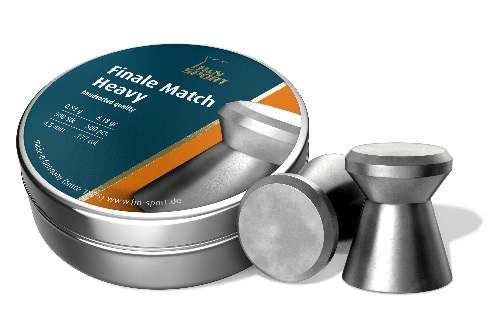 H&N
SPORT
Finale Match
Heavy
handsorted quality
0.53 g 8.18 gr
500 Stk. 500 pcs.
4.5 mm .177 cal.
Made in Germany
www.hn-sport.de